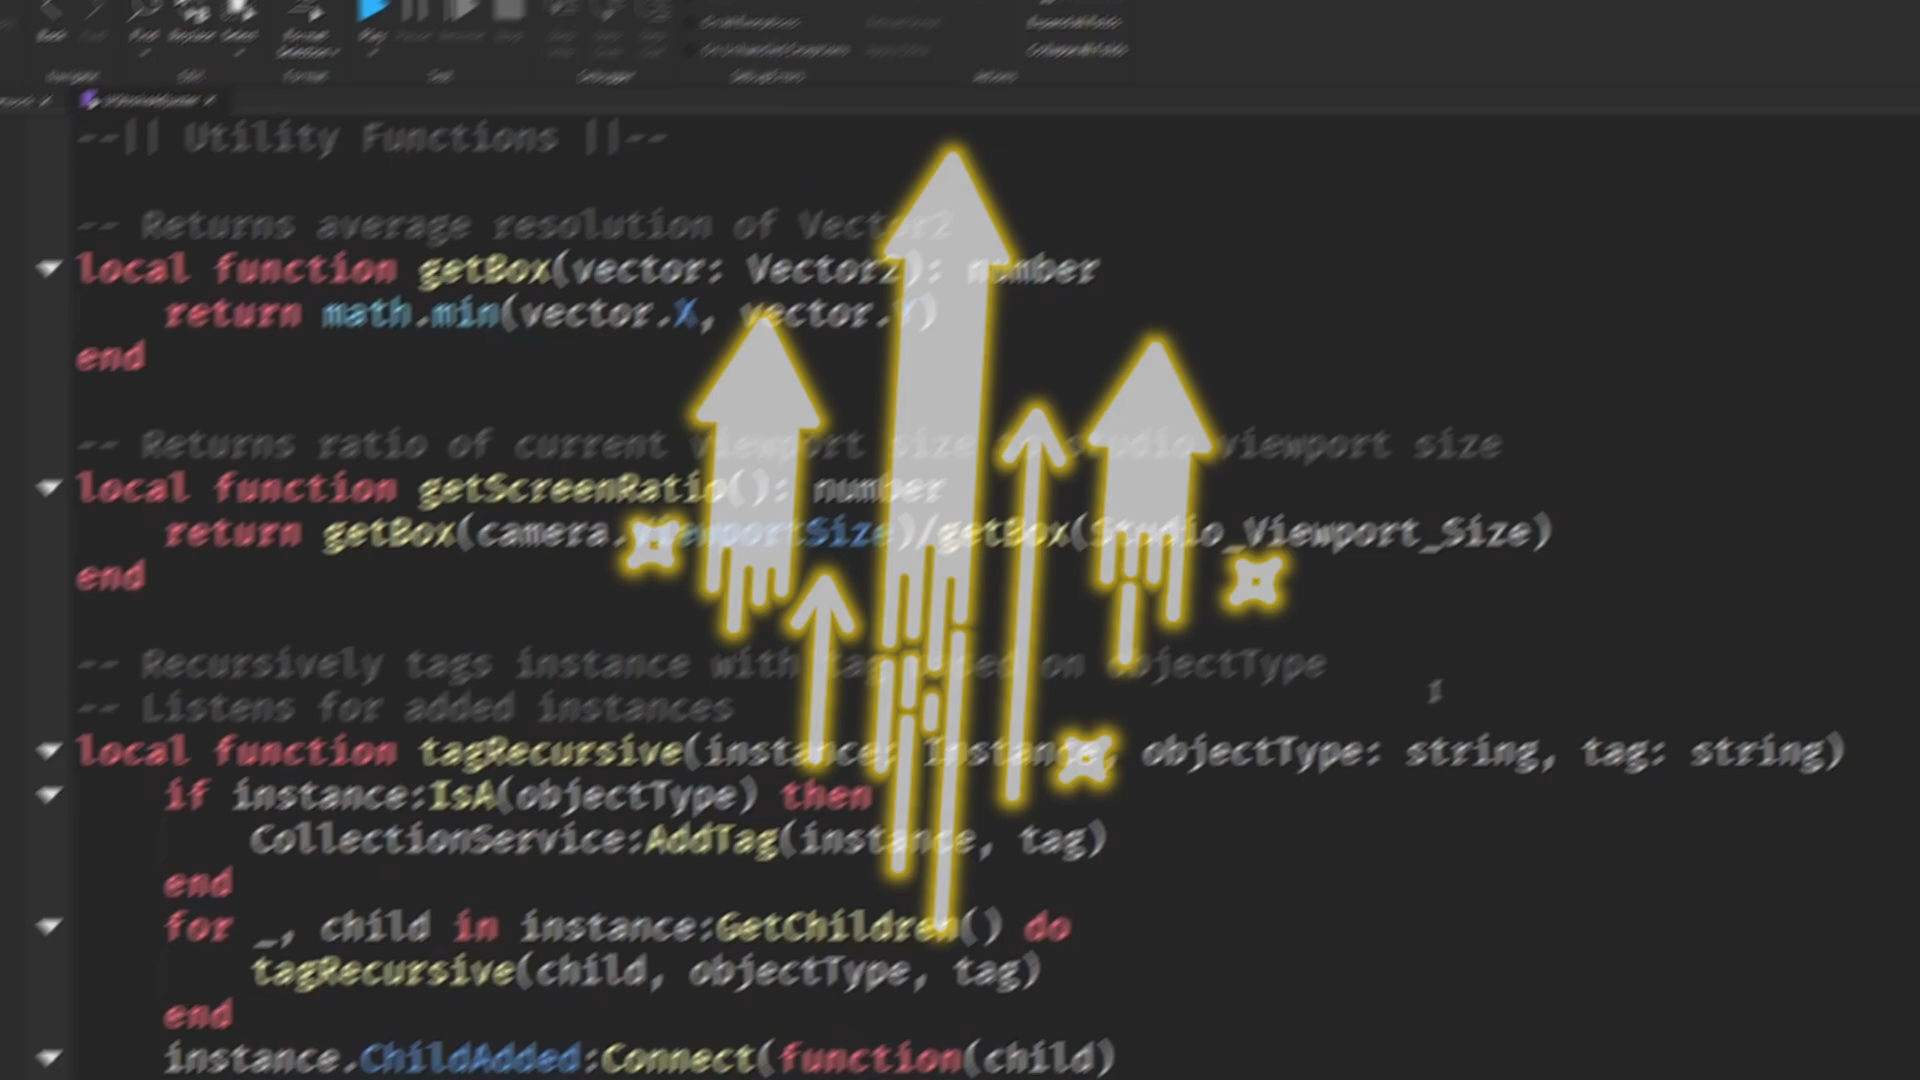 --|| Utility Functions ||--
-- Returns average resolution of Vector2
local function getBox(vector: Vector2): number
return math.min(vector.X, vector.Y)
end
-- Returns ratio of current viewport size studio viewport size
local function getScreenRatio(): number
return getBox(camera.ViewportSize)/getBox(Studio_Viewport_Size)
end
-- Recursively tags instance with tag based on objectType
-- Listens for added instances
local function tagRecursive(instance: Instance, objectType: string, tag: string)
if instance:IsA(objectType) then
CollectionService:AddTag(instance, tag)
end
for _, child in instance:GetChildren() do
tagRecursive(child, objectType, tag)
end
instance.ChildAdded:Connect(function(child)